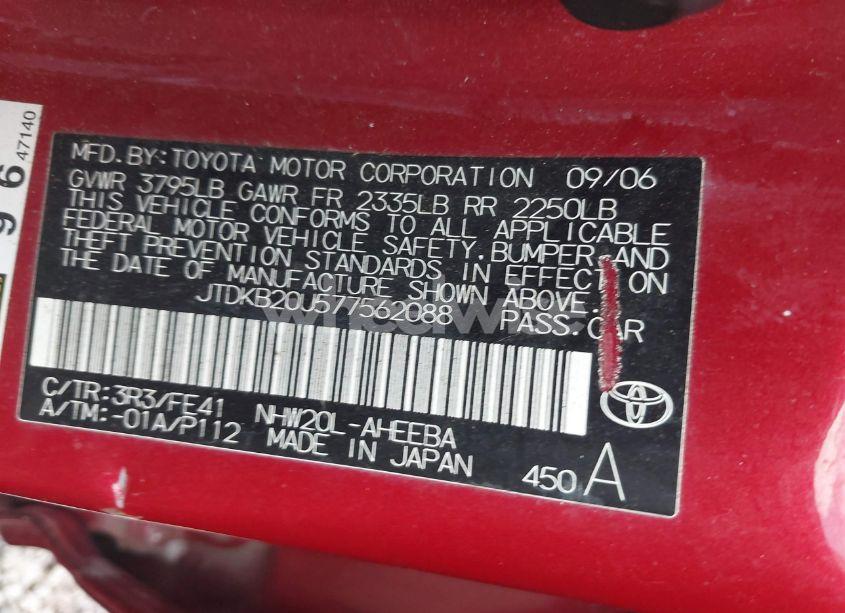 96
47140
MFD.BY:TOYOTA MOTOR CORPORATION 09/06
GVWR 3795LB GAWR FR 2335LB RR 2250LB
THIS VEHICLE CONFORMS TO ALL APPLICABLE
FEDERAL MOTOR VEHICLE SAFETY.BUMPER,AND
THEFT PREVENTION STANDARDS IN EFFECT ON
THE DATE OF MANUFACTURE SHOWN ABOVE.
JTDKB20U577562088 PASS.CAR
C/TR:3R3/FE41 NHW20L-AHEEBA
A/TM:-01A/P112 MADE IN JAPAN
450 A